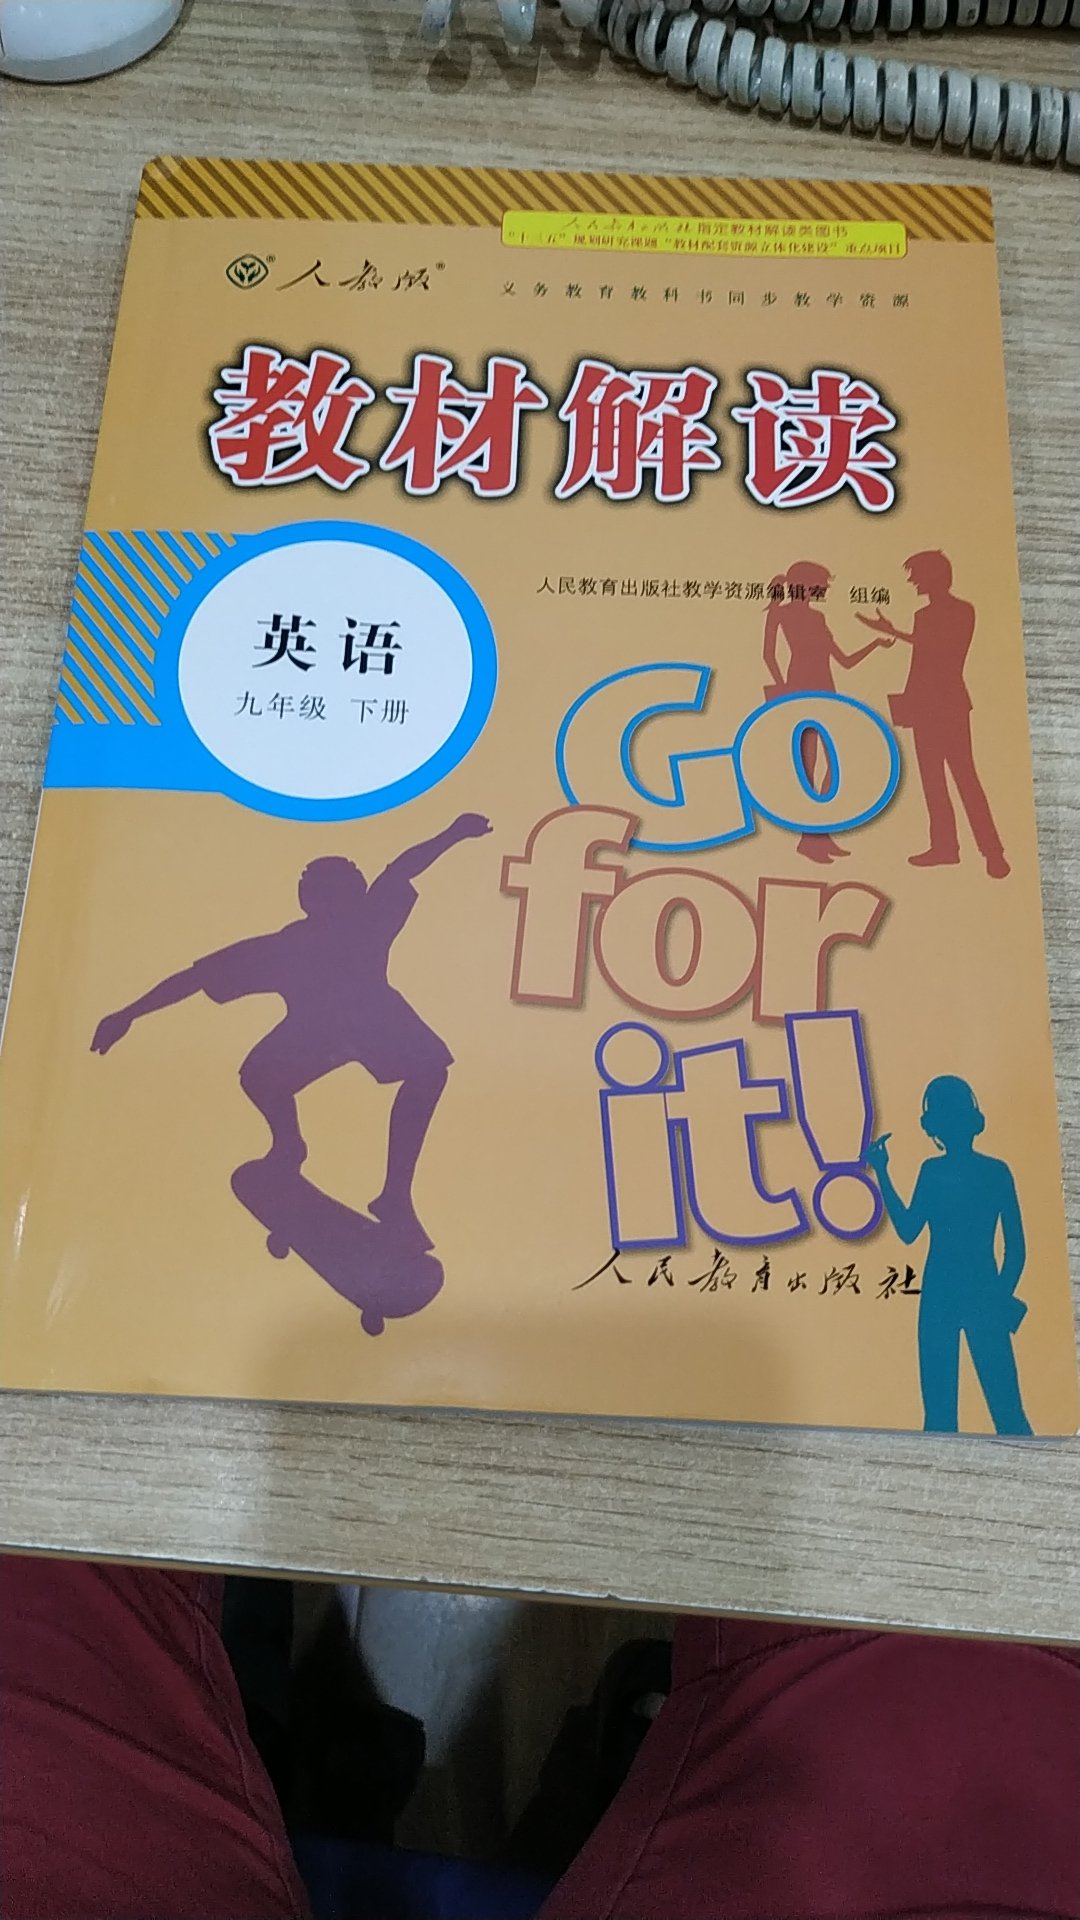 人民教育出版社指定教材解读类图书
“十三五”规划研究课题“教材配套资源立体化建设”重点项目
®人教版®
义务教育教科书同步教学资源
教材解读
人民教育出版社教学资源编辑室 组编
英语
九年级 下册
Go
for
it!
人民教育出版社